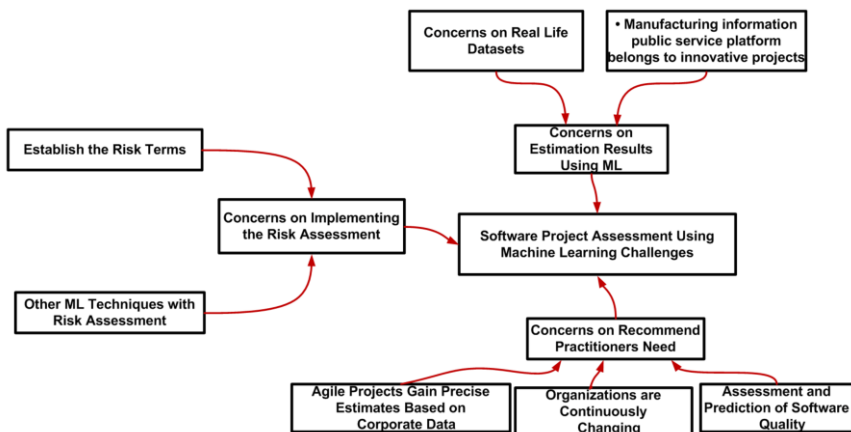 Concerns on Real Life
Datasets
• Manufacturing information
public service platform
belongs to innovative projects
Concerns on
Estimation Results
Using ML
Establish the Risk Terms
Concerns on Implementing
the Risk Assessment
Software Project Assessment Using
Machine Learning Challenges
Other ML Techniques with
Risk Assessment
Concerns on Recommend
Practitioners Need
Agile Projects Gain Precise
Estimates Based on
Corporate Data
Organizations are
Continuously
Changing
Assessment and
Prediction of Software
Quality